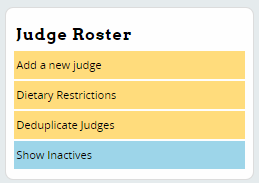 Judge Roster
Add a new judge
Dietary Restrictions
Deduplicate Judges
Show Inactives